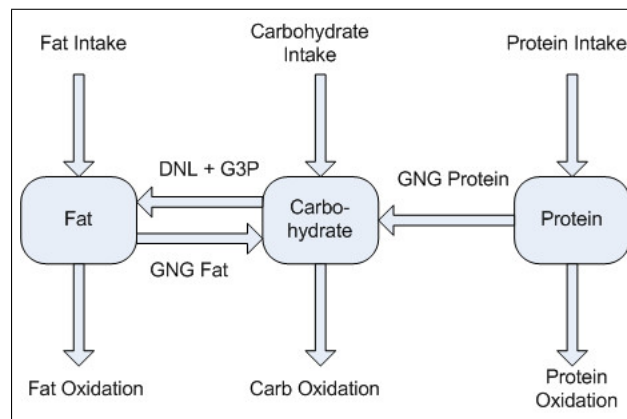 Fat Intake
Carbohydrate
Intake
Protein Intake
DNL + G3P
GNG Protein
Fat
Carbo-
hydrate
Protein
GNG Fat
Fat Oxidation
Carb Oxidation
Protein
Oxidation